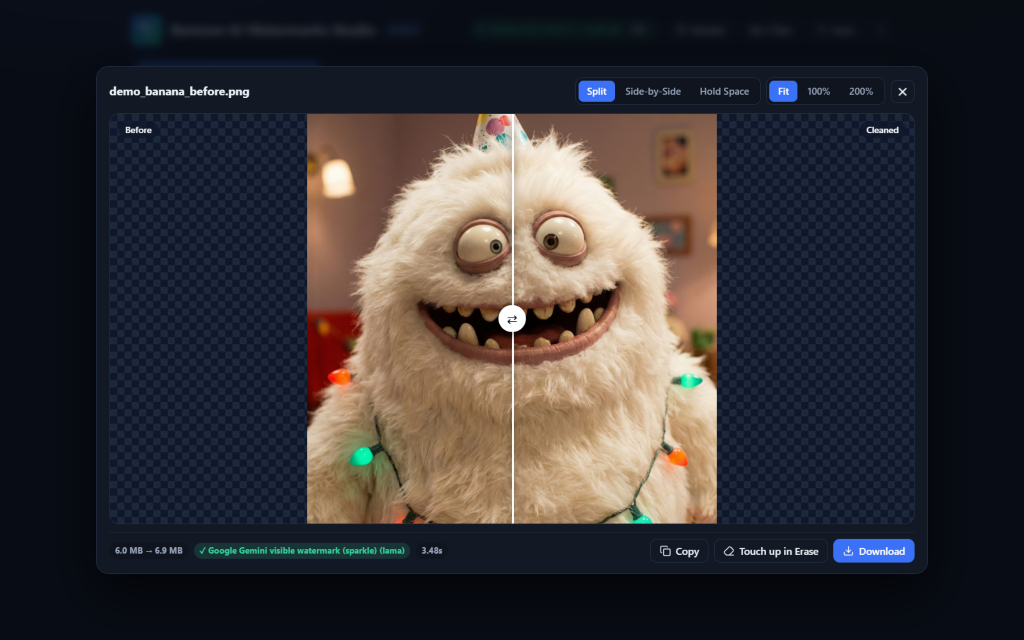 demo_banana_before.png
Split Side-by-Side Hold Space Fit 100% 200%
Before Cleaned
6.0 MB → 6.9 MB ✓ Google Gemini visible watermark (sparkle) (lama) 3.48s Copy Touch up in Erase Download